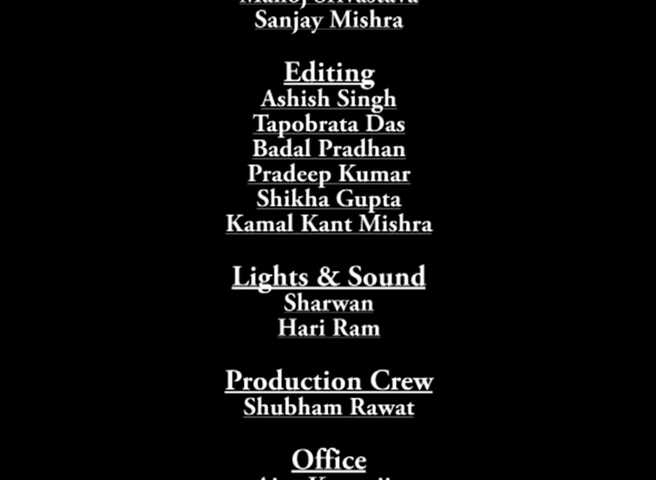 Sanjay Mishra
Editing
Ashish Singh
Tapobrata Das
Badal Pradhan
Pradeep Kumar
Shikha Gupta
Kamal Kant Mishra
Lights & Sound
Sharwan
Hari Ram
Production Crew
Shubham Rawat
Office